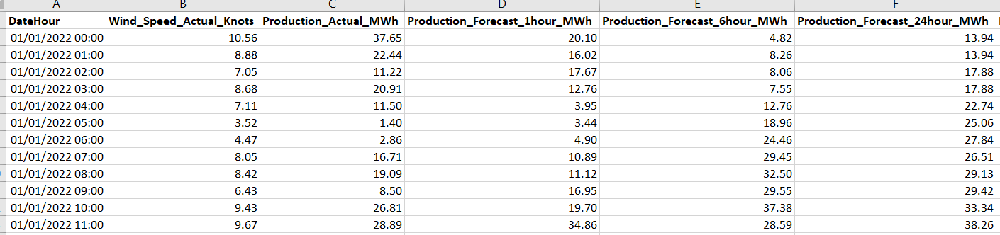 A B C D E F
DateHour Wind_Speed_Actual_Knots Production_Actual_MWh Production_Forecast_1hour_MWh Production_Forecast_6hour_MWh Production_Forecast_24hour_MWh
01/01/2022 00:00 10.56 37.65 20.10 4.82 13.94
01/01/2022 01:00 8.88 22.44 16.02 8.26 13.94
01/01/2022 02:00 7.05 11.22 17.67 8.06 17.88
01/01/2022 03:00 8.68 20.91 12.76 7.55 17.88
01/01/2022 04:00 7.11 11.50 3.95 12.76 22.74
01/01/2022 05:00 3.52 1.40 3.44 18.96 25.06
01/01/2022 06:00 4.47 2.86 4.90 24.46 27.84
01/01/2022 07:00 8.05 16.71 10.89 29.45 26.51
01/01/2022 08:00 8.42 19.09 11.12 32.50 29.13
01/01/2022 09:00 6.43 8.50 16.95 29.55 29.42
01/01/2022 10:00 9.43 26.81 19.70 37.38 33.34
01/01/2022 11:00 9.67 28.89 34.86 28.59 38.26